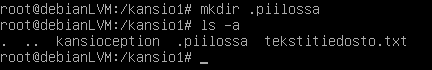 root@debianLVM:/kansio1# mkdir .piilossa
root@debianLVM:/kansio1# ls -a
.  ..  kansioception  .piilossa  tekstitiedosto.txt
root@debianLVM:/kansio1# _